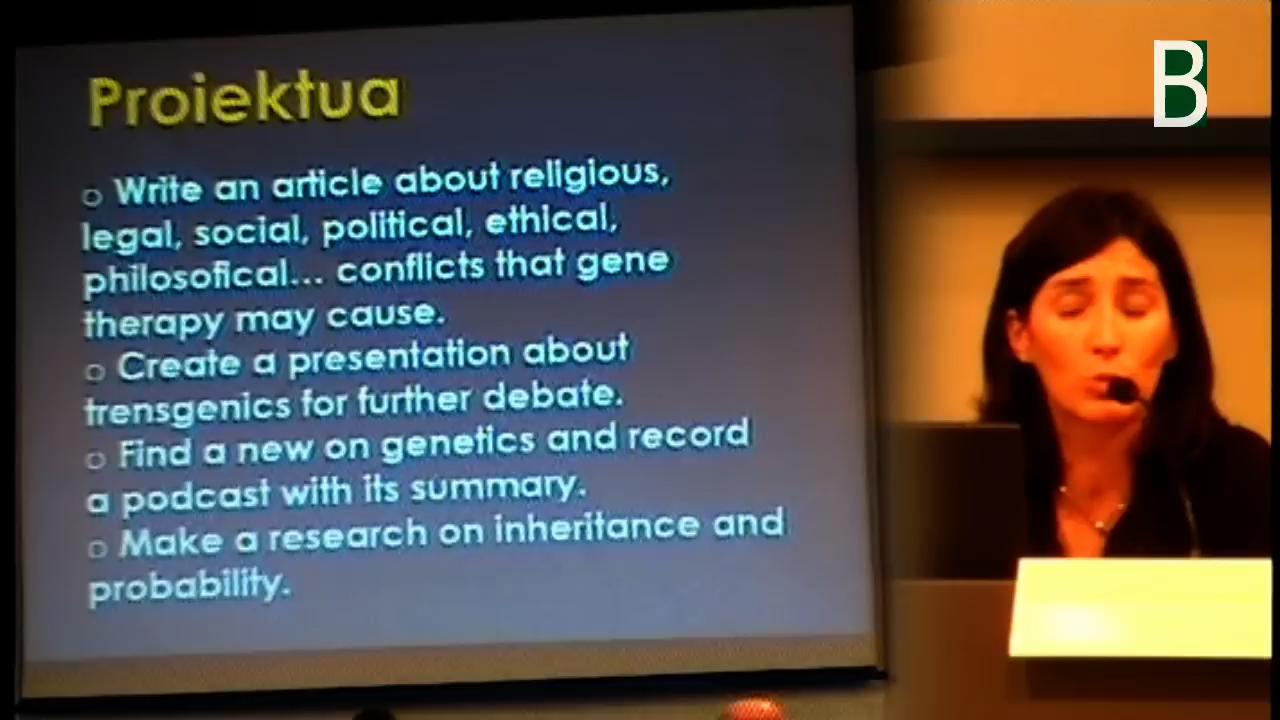 Proiektua
o Write an article about religious,
legal, social, political, ethical,
philosofical... conflicts that gene
therapy may cause.
o Create a presentation about
trensgenics for further debate.
o Find a new on genetics and record
a podcast with its summary.
o Make a research on inheritance and
probability.
B